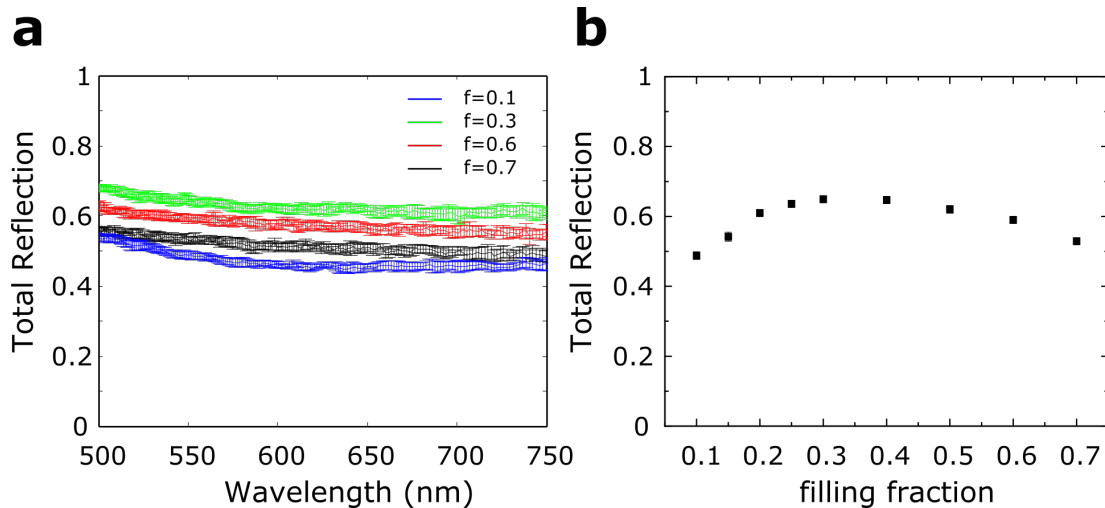 a
1
0.8
0.6
0.4
0.2
0
Total Reflection
f=0.1
f=0.3
f=0.6
f=0.7
500 550 600 650 700 750
Wavelength (nm)
b
1
0.8
0.6
0.4
0.2
0
Total Reflection
0.1 0.2 0.3 0.4 0.5 0.6 0.7
filling fraction